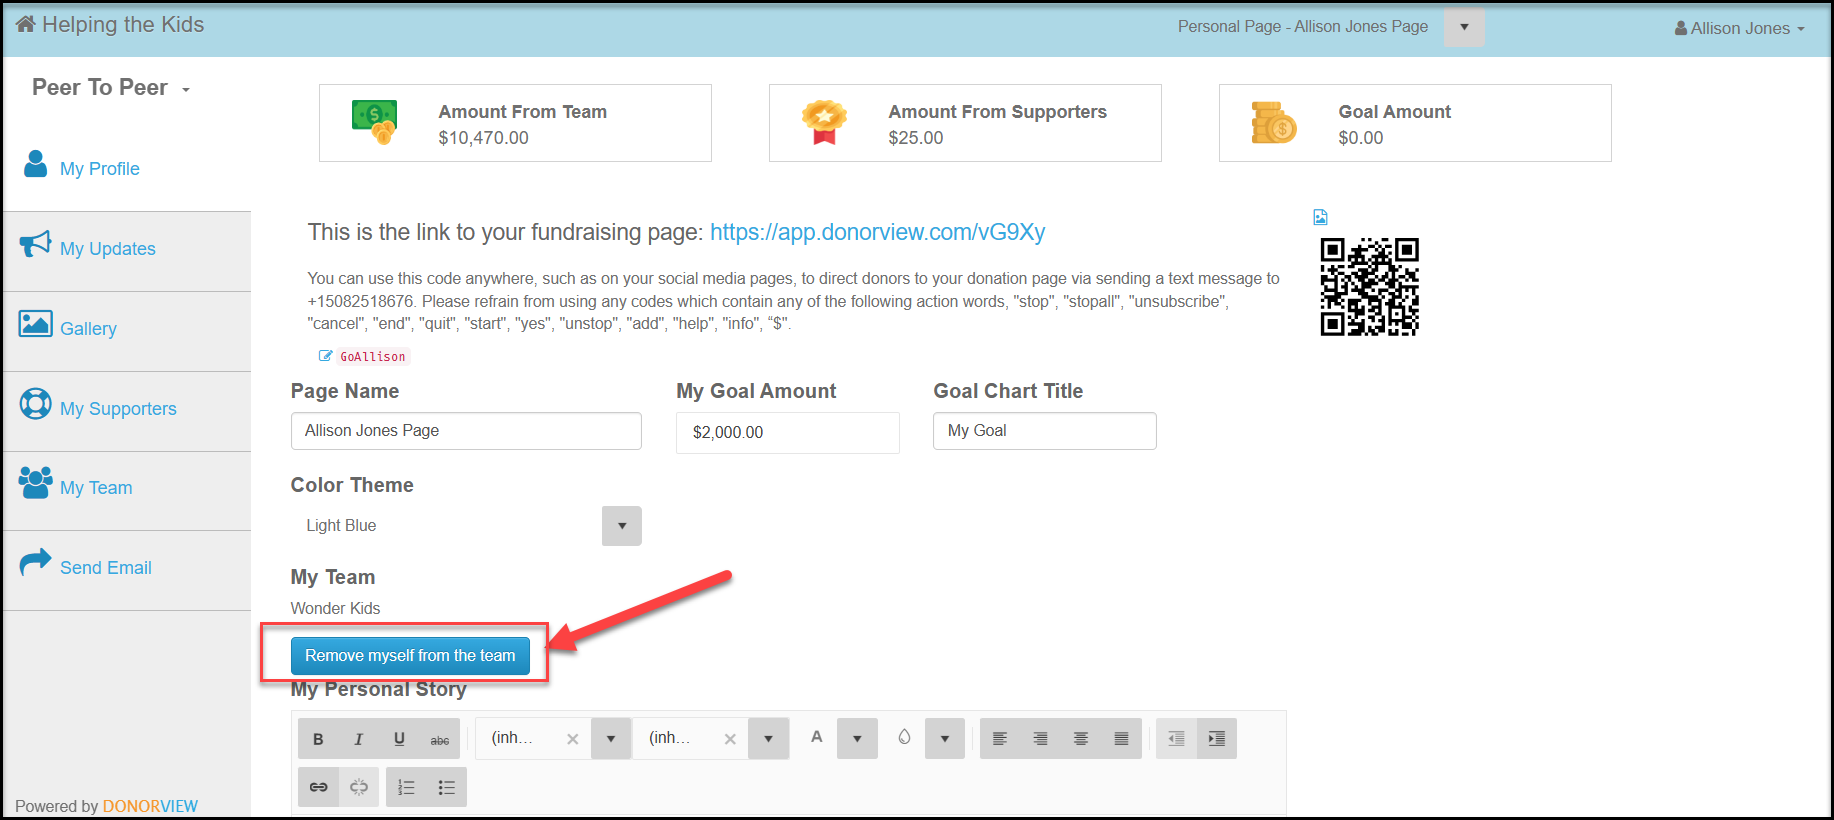 Helping the Kids
Personal Page - Allison Jones Page
Allison Jones
Peer To Peer
My Profile
My Updates
Gallery
My Supporters
My Team
Send Email
Powered by DONORVIEW
Amount From Team
$10,470.00
Amount From Supporters
$25.00
Goal Amount
$0.00
This is the link to your fundraising page: https://app.donorview.com/vG9Xy
You can use this code anywhere, such as on your social media pages, to direct donors to your donation page via sending a text message to
+15082518676. Please refrain from using any codes which contain any of the following action words, "stop", "stopall", "unsubscribe",
"cancel", "end", "quit", "start", "yes", "unstop", "add", "help", "info", “$".
GoAllison
Page Name
Allison Jones Page
My Goal Amount
$2,000.00
Goal Chart Title
My Goal
Color Theme
Light Blue
My Team
Wonder Kids
Remove myself from the team
My Personal Story
B I U abc (inh... (inh... A